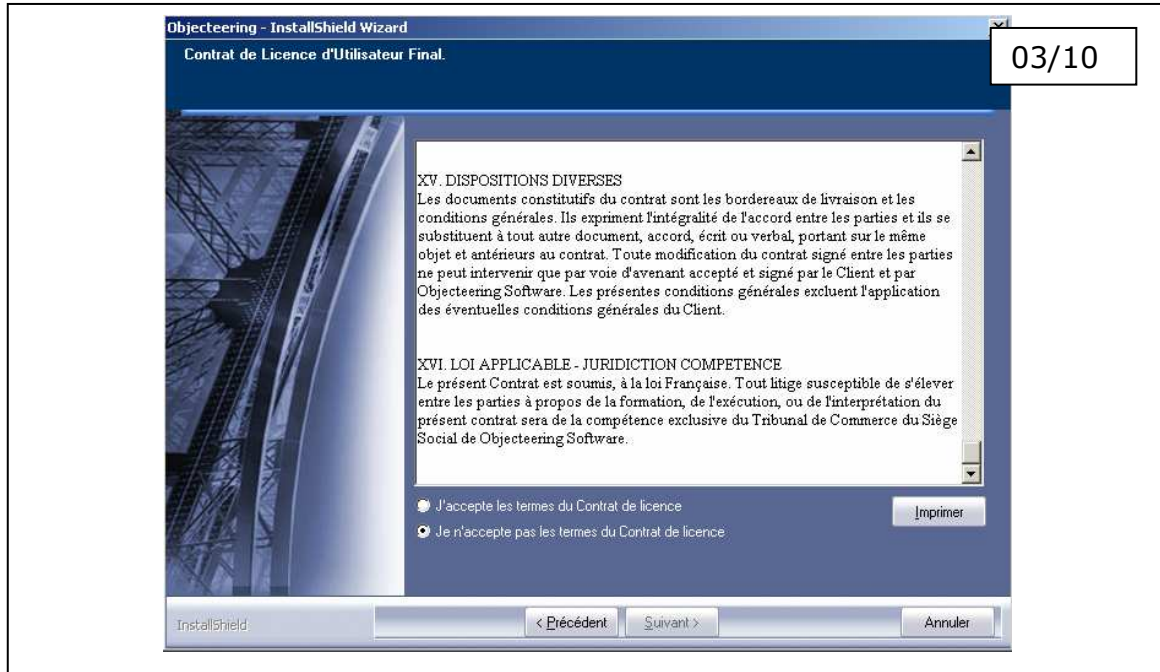 Objecteering - InstallShield Wizard
Contrat de Licence d'Utilisateur Final.
03/10
XV. DISPOSITIONS DIVERSES
Les documents constitutifs du contrat sont les bordereaux de livraison et les
conditions générales. Ils expriment l'intégralité de l'accord entre les parties et ils se
substituent à tout autre document, accord, écrit ou verbal, portant sur le même
objet et antérieurs au contrat. Toute modification du contrat signé entre les parties
ne peut intervenir que par voie d'avenant accepté et signé par le Client et par
Objecteering Software. Les présentes conditions générales excluent l'application
des éventuelles conditions générales du Client.
XVI. LOI APPLICABLE - JURIDICTION COMPETENCE
Le présent Contrat est soumis, à la loi Française. Tout litige susceptible de s'élever
entre les parties à propos de la formation, de l'exécution, ou de l'interprétation du
présent contrat sera de la compétence exclusive du Tribunal de Commerce du Siège
Social de Objecteering Software.
J'accepte les termes du Contrat de licence
Imprimer
Je n'accepte pas les termes du Contrat de licence
InstallShield
< Précédent
Suivant >
Annuler